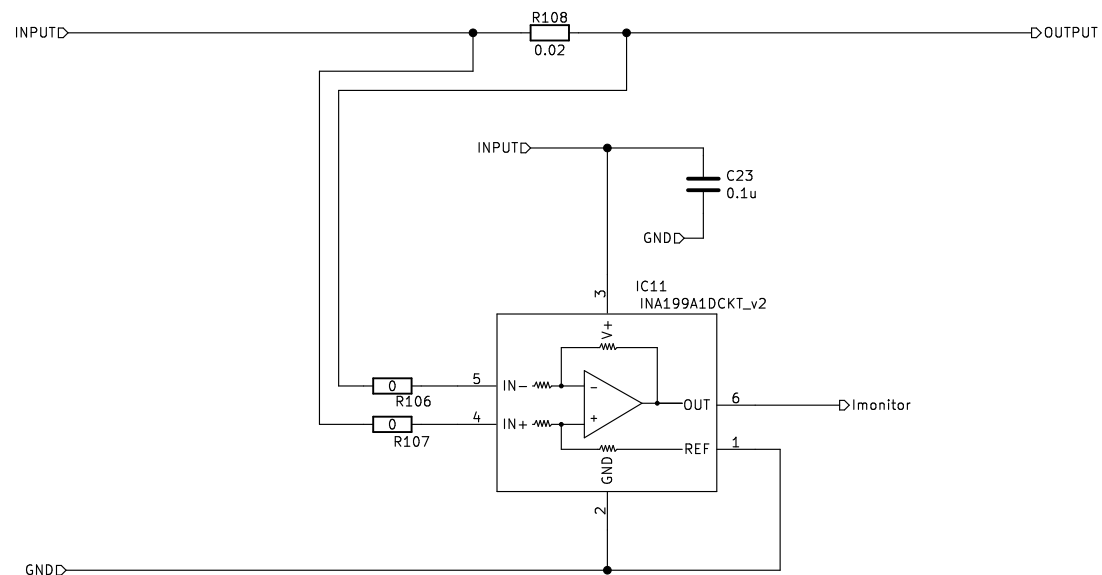 R108
INPUT
OUTPUT
0.02
INPUT
C23
0.1u
GND
IC11
INA199A1DCKT_v2
3
V+
0
5
IN-
-
R106
OUT
6
Imonitor
0
4
IN+
+
R107
REF
1
GND
2
GND